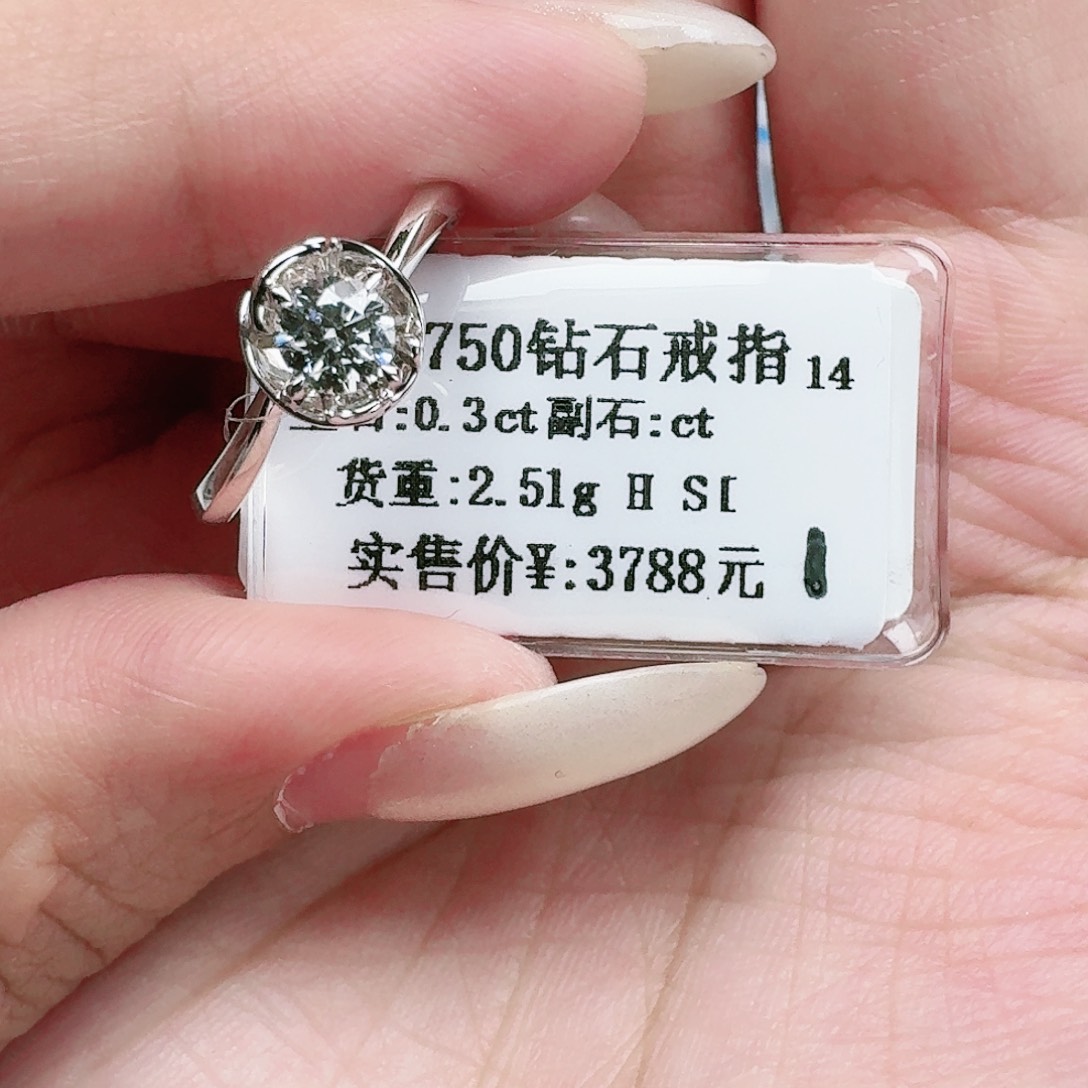 750钻石戒指 14
:0.3ct副石:ct
货重:2.51g H SI
实售价¥:3788元